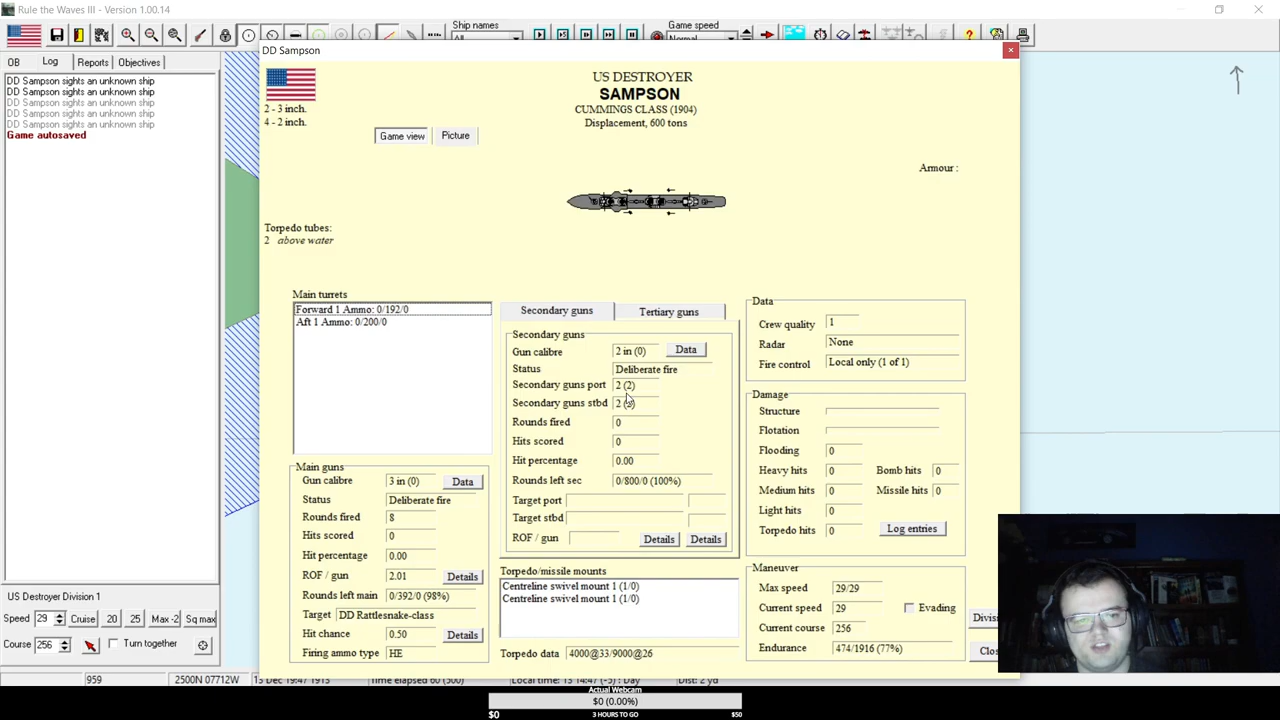 Rule the Waves III - Version 1.00.14
Ship names
All
Game speed
Normal
OB
Log
Reports
Objectives
DD Sampson sights an unknown ship
DD Sampson sights an unknown ship
DD Sampson sights an unknown ship
DD Sampson sights an unknown ship
DD Sampson sights an unknown ship
Game autosaved
US Destroyer Division 1
Speed 29 Cruise 20 25 Max -2 Sq max
Course 256 Turn together
DD Sampson
2 - 3 inch.
4 - 2 inch.
Game view
Picture
US DESTROYER
SAMPSON
CUMMINGS CLASS (1904)
Displacement, 600 tons
Armour :
Torpedo tubes:
2 above water
Main turrets
Forward 1 Ammo: 0/192/0
Aft 1 Ammo: 0/200/0
Main guns
Gun calibre 3 in (0) Data
Status Deliberate fire
Rounds fired 8
Hits scored 0
Hit percentage 0.00
ROF / gun 2.01 Details
Rounds left main 0/392/0 (98%)
Target DD Rattlesnake-class
Hit chance 0.50 Details
Firing ammo type HE
Secondary guns
Tertiary guns
Secondary guns
Gun calibre 2 in (0) Data
Status Deliberate fire
Secondary guns port 2 (2)
Secondary guns stbd 2
Rounds fired 0
Hits scored 0
Hit percentage 0.00
Rounds left sec 0/800/0 (100%)
Target port
Target stbd
ROF / gun Details Details
Torpedo/missile mounts
Centreline swivel mount 1 (1/0)
Centreline swivel mount 1 (1/0)
Torpedo data 4000@33/9000@26
Data
Crew quality 1
Radar None
Fire control Local only (1 of 1)
Damage
Structure
Flotation
Flooding 0
Heavy hits 0 Bomb hits 0
Medium hits 0 Missile hits 0
Light hits 0
Torpedo hits 0 Log entries
Maneuver
Max speed 29/29
Current speed 29 Evading
Current course 256
Endurance 474/1916 (77%)
Divisi
Clos
959
2500N 07712W
Actual Webcam
$0 (0.00%)
$0
3 HOURS TO GO
$50